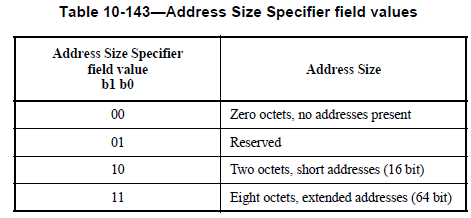 Table 10-143—Address Size Specifier field values
Address Size Specifier
field value
b1 b0
Address Size
00
Zero octets, no addresses present
01
Reserved
10
Two octets, short addresses (16 bit)
11
Eight octets, extended addresses (64 bit)